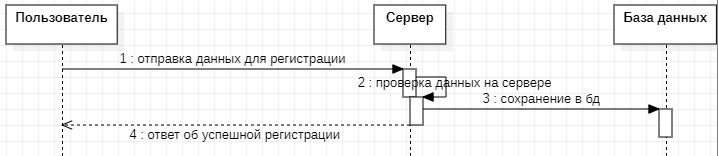 Пользователь
Сервер
База данных
1 : отправка данных для регистрации
2 : проверка данных на сервере
3 : сохранение в бд
4 : ответ об успешной регистрации